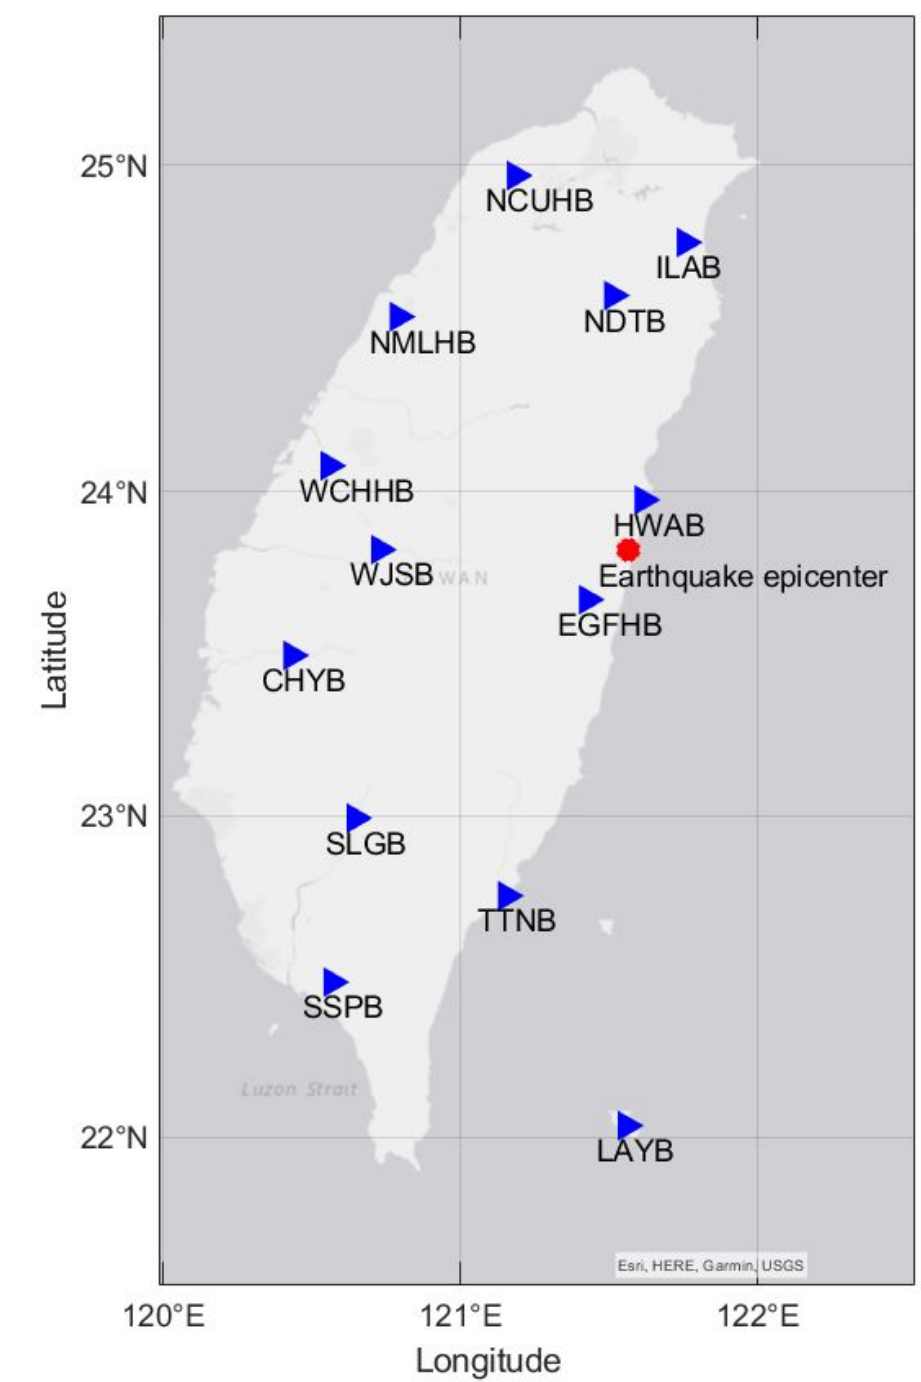 25°N
NCUHB
ILAB
NDTB
NMLHB
24°N
WCHHB
HWAB
WJSB
WAN
Earthquake epicenter
EGFHB
Latitude
CHYB
23°N
SLGB
TTNB
SSPB
Luzon Strait
22°N
LAYB
Esri, HERE, Garmin, USGS
120°E
121°E
122°E
Longitude